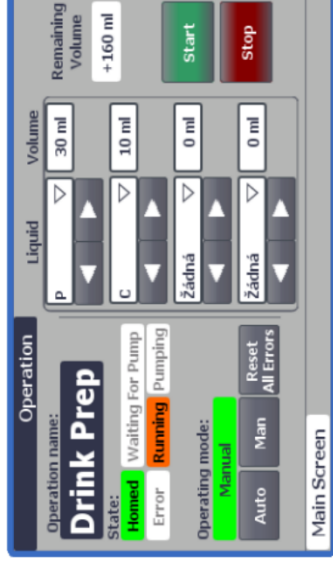 Operation
Operation name:
Drink Prep
State:
Homed
Waiting For Pump
Error
Running
Pumping
Operating mode:
Manual
Auto
Man
Reset
All Errors
Liquid
Volume
P
30 ml
C
10 ml
Žádná
0 ml
Žádná
0 ml
Remaining
Volume
+160 ml
Start
Stop
Main Screen